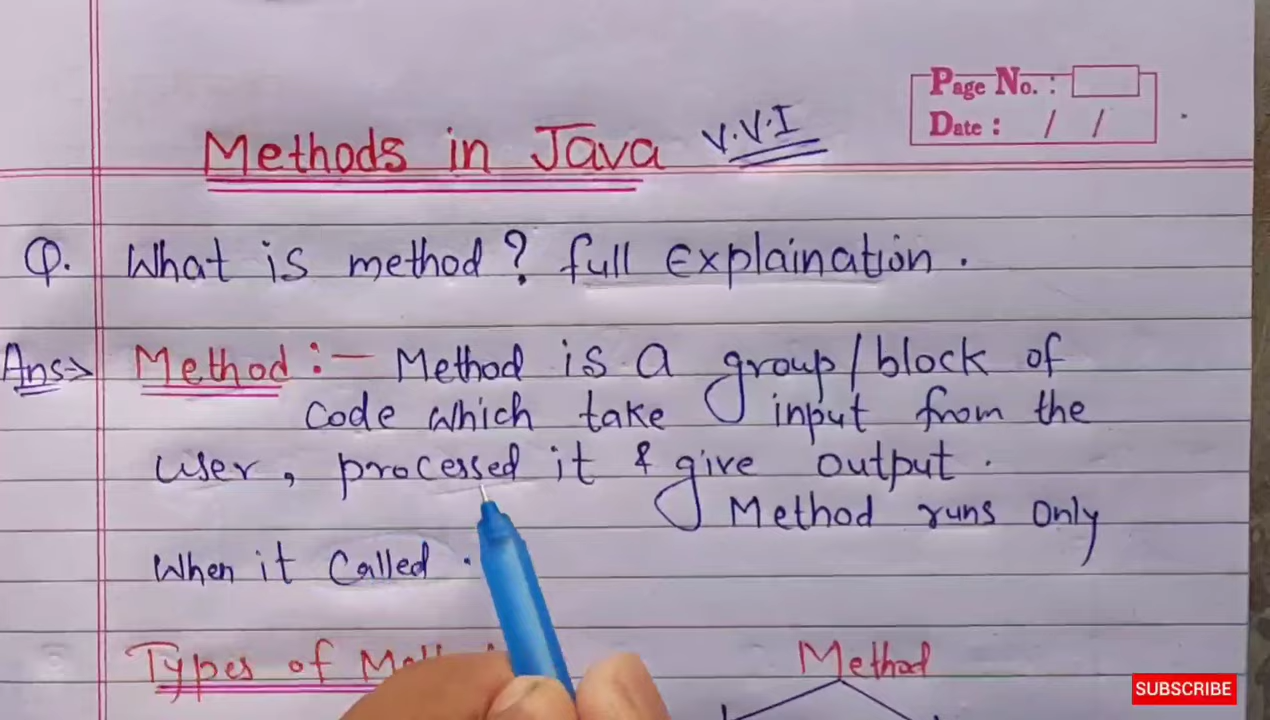 Page No. :
Date : / /
Methods in Java V.V.I
Q. What is method? full Explaination.
Ans:-> Method :- Method is a group/block of
code which take input from the
user, processed it & give output.
Method runs only
When it called.
Types of
Method
SUBSCRIBE